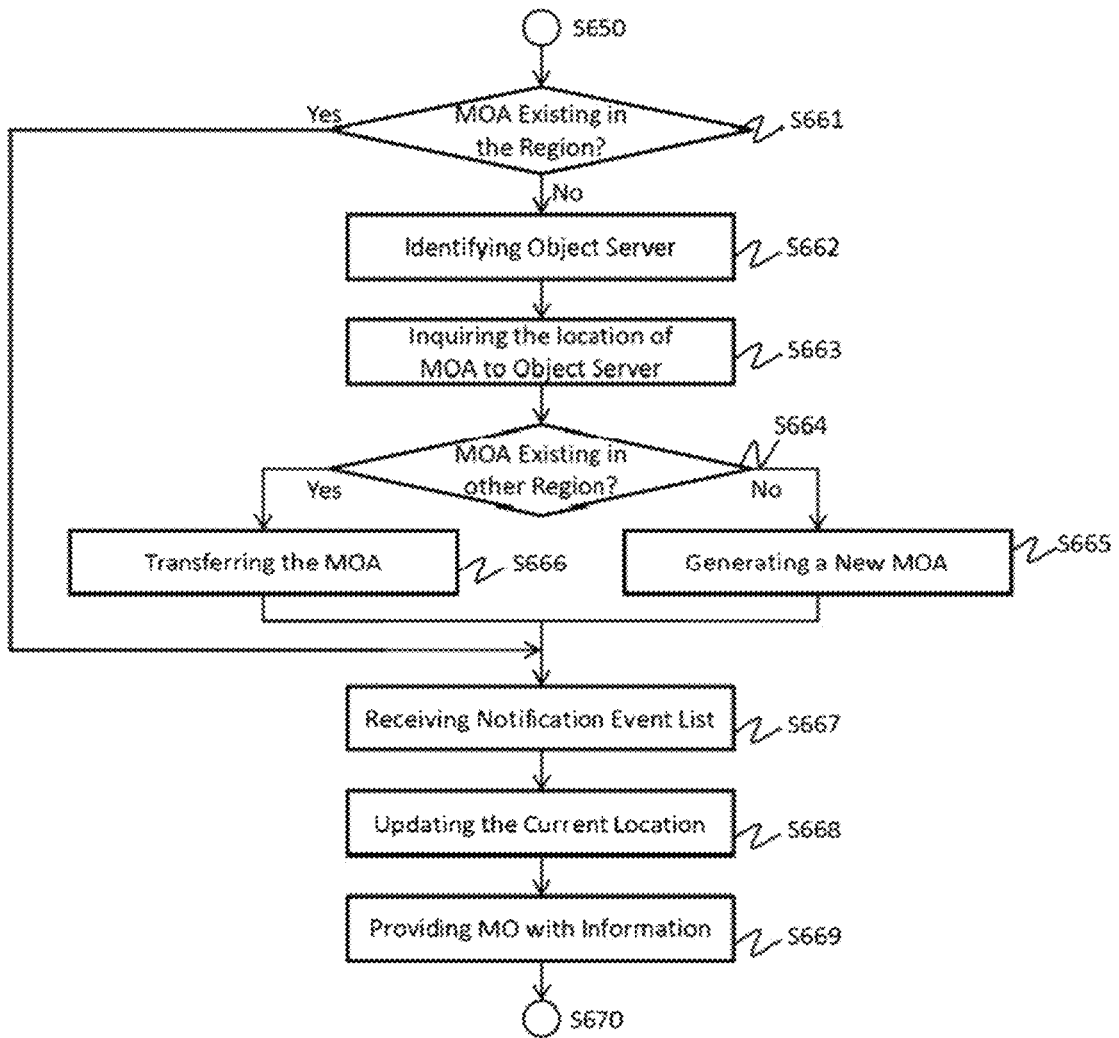 S650
MOA Existing in
the Region?
Yes
S661
No
Identifying Object Server
S662
Inquiring the location of
MOA to Object Server
S663
MOA Existing in
other Region?
S664
Yes
No
Transferring the MOA
S666
Generating a New MOA
S665
Receiving Notification Event List
S667
Updating the Current Location
S668
Providing MO with Information
S669
S670